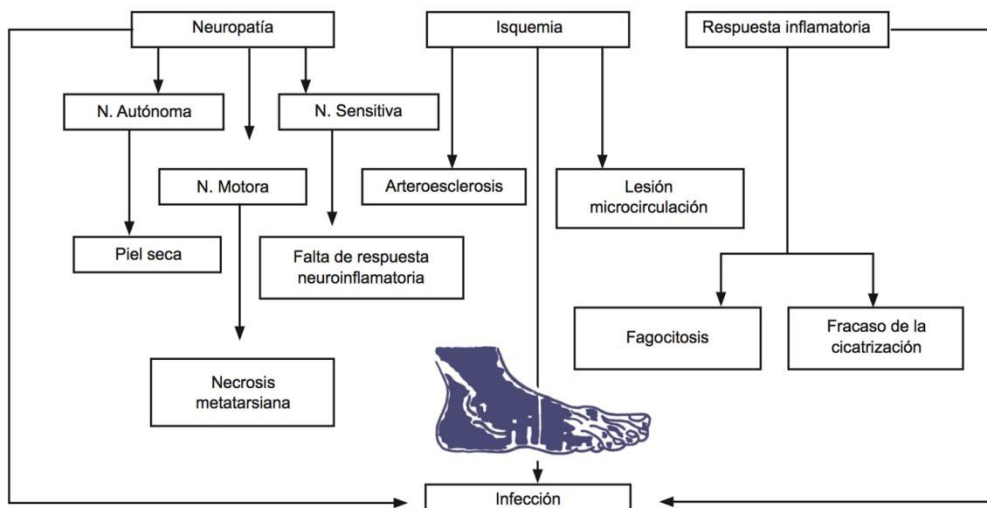 Neuropatía
Isquemia
Respuesta inflamatoria
N. Autónoma
N. Sensitiva
N. Motora
Arteroesclerosis
Lesión
microcirculación
Piel seca
Falta de respuesta
neuroinflamatoria
Fagocitosis
Fracaso de la
cicatrización
Necrosis
metatarsiana
Infección